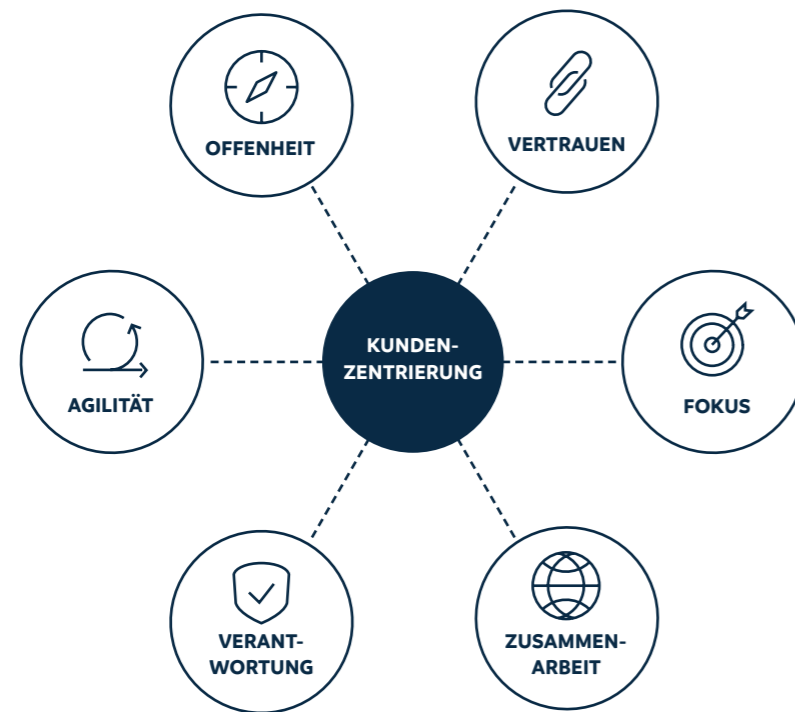 OFFENHEIT
VERTRAUEN
KUNDEN-
ZENTRIERUNG
AGILITÄT
FOKUS
VERANT-
WORTUNG
ZUSAMMEN-
ARBEIT